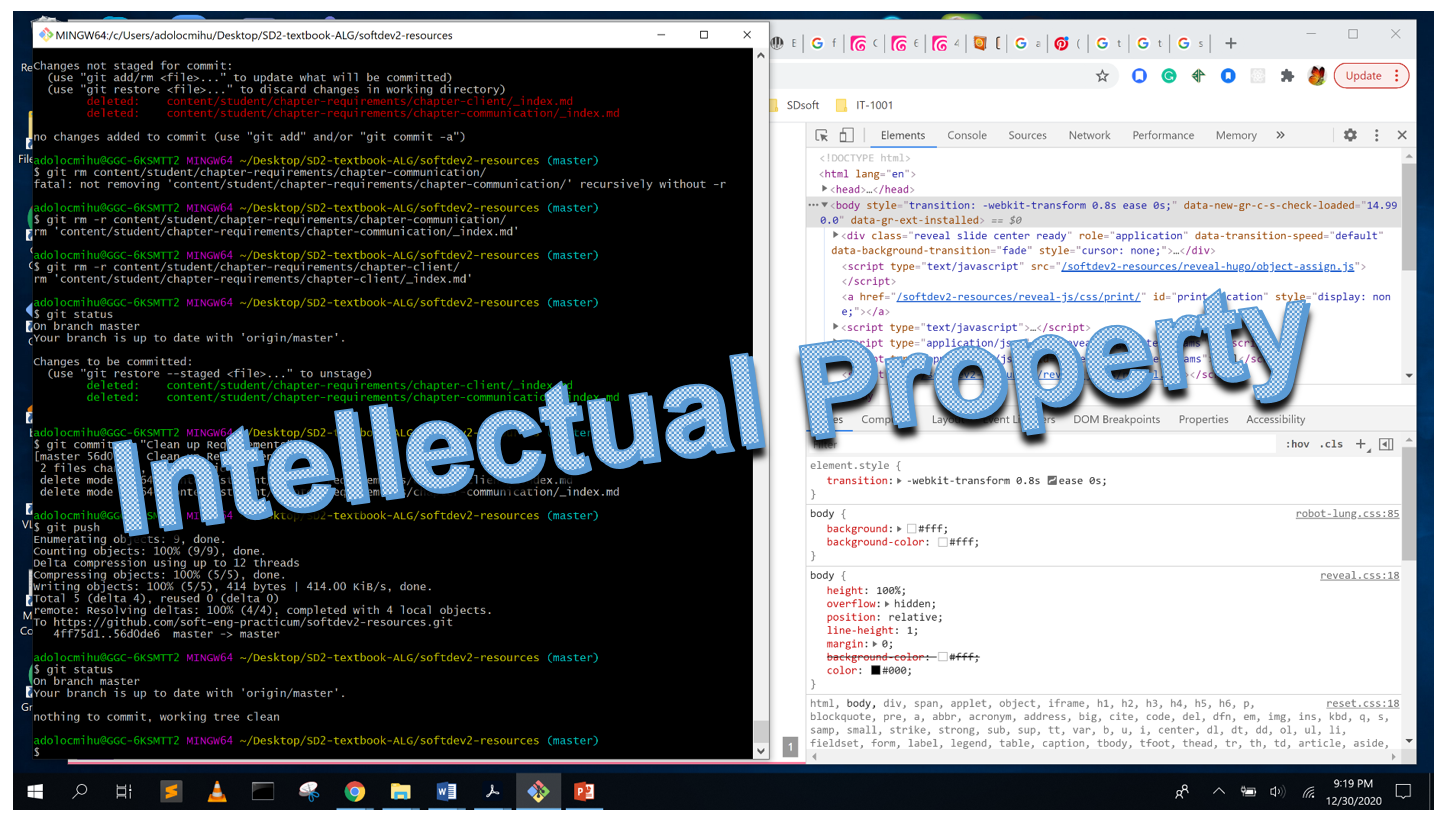 MINGW64:/c/Users/adolocmihu/Desktop/SD2-textbook-ALG/softdev2-resources
Changes not staged for commit:
(use "git add/rm <file>..." to update what will be committed)
(use "git restore <file>..." to discard changes in working directory)
deleted: content/student/chapter-requirements/chapter-client/_index.md
deleted: content/student/chapter-requirements/chapter-communication/_index.md
no changes added to commit (use "git add" and/or "git commit -a")
adolocmihu@GGC-6KSMTT2 MINGW64 ~/Desktop/SD2-textbook-ALG/softdev2-resources (master)
$ git rm content/student/chapter-requirements/chapter-communication/
fatal: not removing 'content/student/chapter-requirements/chapter-communication/' recursively without -r
adolocmihu@GGC-6KSMTT2 MINGW64 ~/Desktop/SD2-textbook-ALG/softdev2-resources (master)
$ git rm -r content/student/chapter-requirements/chapter-communication/
rm 'content/student/chapter-requirements/chapter-communication/_index.md'
adolocmihu@GGC-6KSMTT2 MINGW64 ~/Desktop/SD2-textbook-ALG/softdev2-resources (master)
$ git rm -r content/student/chapter-requirements/chapter-client/
rm 'content/student/chapter-requirements/chapter-client/_index.md'
adolocmihu@GGC-6KSMTT2 MINGW64 ~/Desktop/SD2-textbook-ALG/softdev2-resources (master)
$ git status
On branch master
Your branch is up to date with 'origin/master'.
Changes to be committed:
(use "git restore --staged <file>..." to unstage)
deleted: content/student/chapter-requirements/chapter-client/_index.md
deleted: content/student/chapter-requirements/chapter-communication/_index.md
adolocmihu@GGC-6KSMTT2 MINGW64 ~/Desktop/SD2-
$ git commit "Clean up
[master
2 files
delete mode
delete mode communication/_index.md
adolocmihu@GGC-6KSMTT2 ~/Desktop/SD2-textbook-ALG/softdev2-resources (master)
$ git push
Enumerating objects: 9, done.
Counting objects: 100% (9/9), done.
Delta compression using up to 12 threads
Compressing objects: 100% (5/5), done.
Writing objects: 100% (5/5), 414 bytes | 414.00 KiB/s, done.
Total 5 (delta 4), reused 0 (delta 0)
remote: Resolving deltas: 100% (4/4), completed with 4 local objects.
To https://github.com/soft-eng-practicum/softdev2-resources.git
4ff75d1..56d0de6 master -> master
adolocmihu@GGC-6KSMTT2 MINGW64 ~/Desktop/SD2-textbook-ALG/softdev2-resources (master)
$ git status
On branch master
Your branch is up to date with 'origin/master'.
nothing to commit, working tree clean
adolocmihu@GGC-6KSMTT2 MINGW64 ~/Desktop/SD2-textbook-ALG/softdev2-resources (master)
$
Intellectual Property
Update
SDsoft IT-1001
Elements Console Sources Network Performance Memory »
<!DOCTYPE html>
<html lang="en">
<head>…</head>
<body style="transition: -webkit-transform 0.8s ease 0s;" data-new-gr-c-s-check-loaded="14.99
0.0" data-gr-ext-installed> == $0
<div class="reveal slide center ready" role="application" data-transition-speed="default"
data-background-transition="fade" style="cursor: none;">…</div>
<script type="text/javascript" src="/softdev2-resources/reveal-hugo/object-assign.js">
</script>
<a href="/softdev2-resources/reveal-js/css/print/" id="print style="display: non
e;"></a>
<script type="text/javascript">…</script>
DOM Breakpoints Properties Accessibility
:hov .cls +
element.style {
transition: -webkit-transform 0.8s ease 0s;
}
body { robot-lung.css:85
background: #fff;
background-color: #fff;
}
body { reveal.css:18
height: 100%;
overflow: hidden;
position: relative;
line-height: 1;
margin: 0;
background-color: #fff;
color: #000;
}
html, body, div, span, applet, object, iframe, h1, h2, h3, h4, h5, h6, p, reset.css:18
blockquote, pre, a, abbr, acronym, address, big, cite, code, del, dfn, em, img, ins, kbd, q, s,
samp, small, strike, strong, sub, sup, tt, var, b, u, i, center, dl, dt, dd, ol, ul, li,
fieldset, form, label, legend, table, caption, tbody, tfoot, thead, tr, th, td, article, aside,
1
9:19 PM
12/30/2020